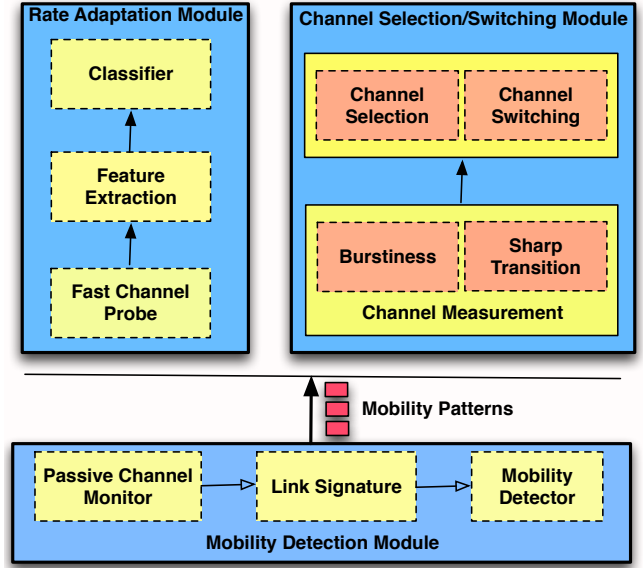 Rate Adaptation Module
Classifier
Feature
Extraction
Fast Channel
Probe
Channel Selection/Switching Module
Channel
Selection
Channel
Switching
Burstiness
Sharp
Transition
Channel Measurement
Mobility Patterns
Passive Channel
Monitor
Link Signature
Mobility
Detector
Mobility Detection Module